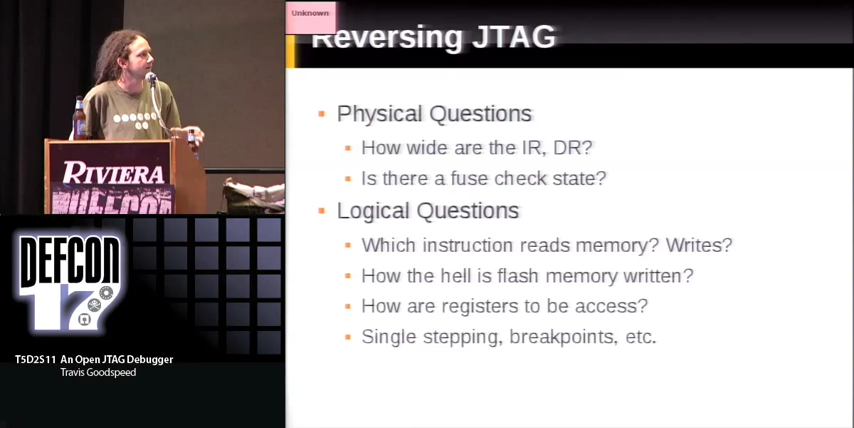 Unknown
Reversing JTAG
Physical Questions
How wide are the IR, DR?
Is there a fuse check state?
Logical Questions
Which instruction reads memory? Writes?
How the hell is flash memory written?
How are registers to be access?
Single stepping, breakpoints, etc.
RIVIERA
DEFCON
DEFCON
17
T5D2S11 An Open JTAG Debugger
Travis Goodspeed